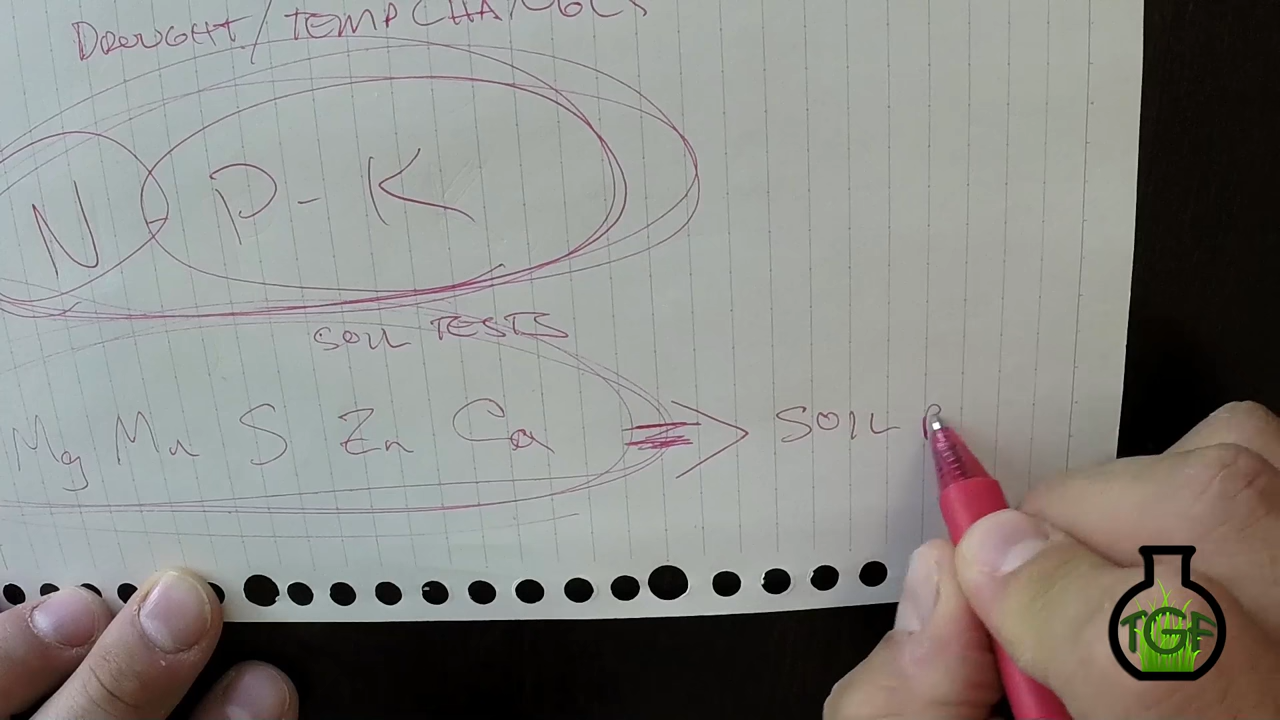 DROUGHT/TEMP CHANGES
N P-K
SOIL TESTS
Mg Mn S Zn Ca ⇒ SOIL
TGF